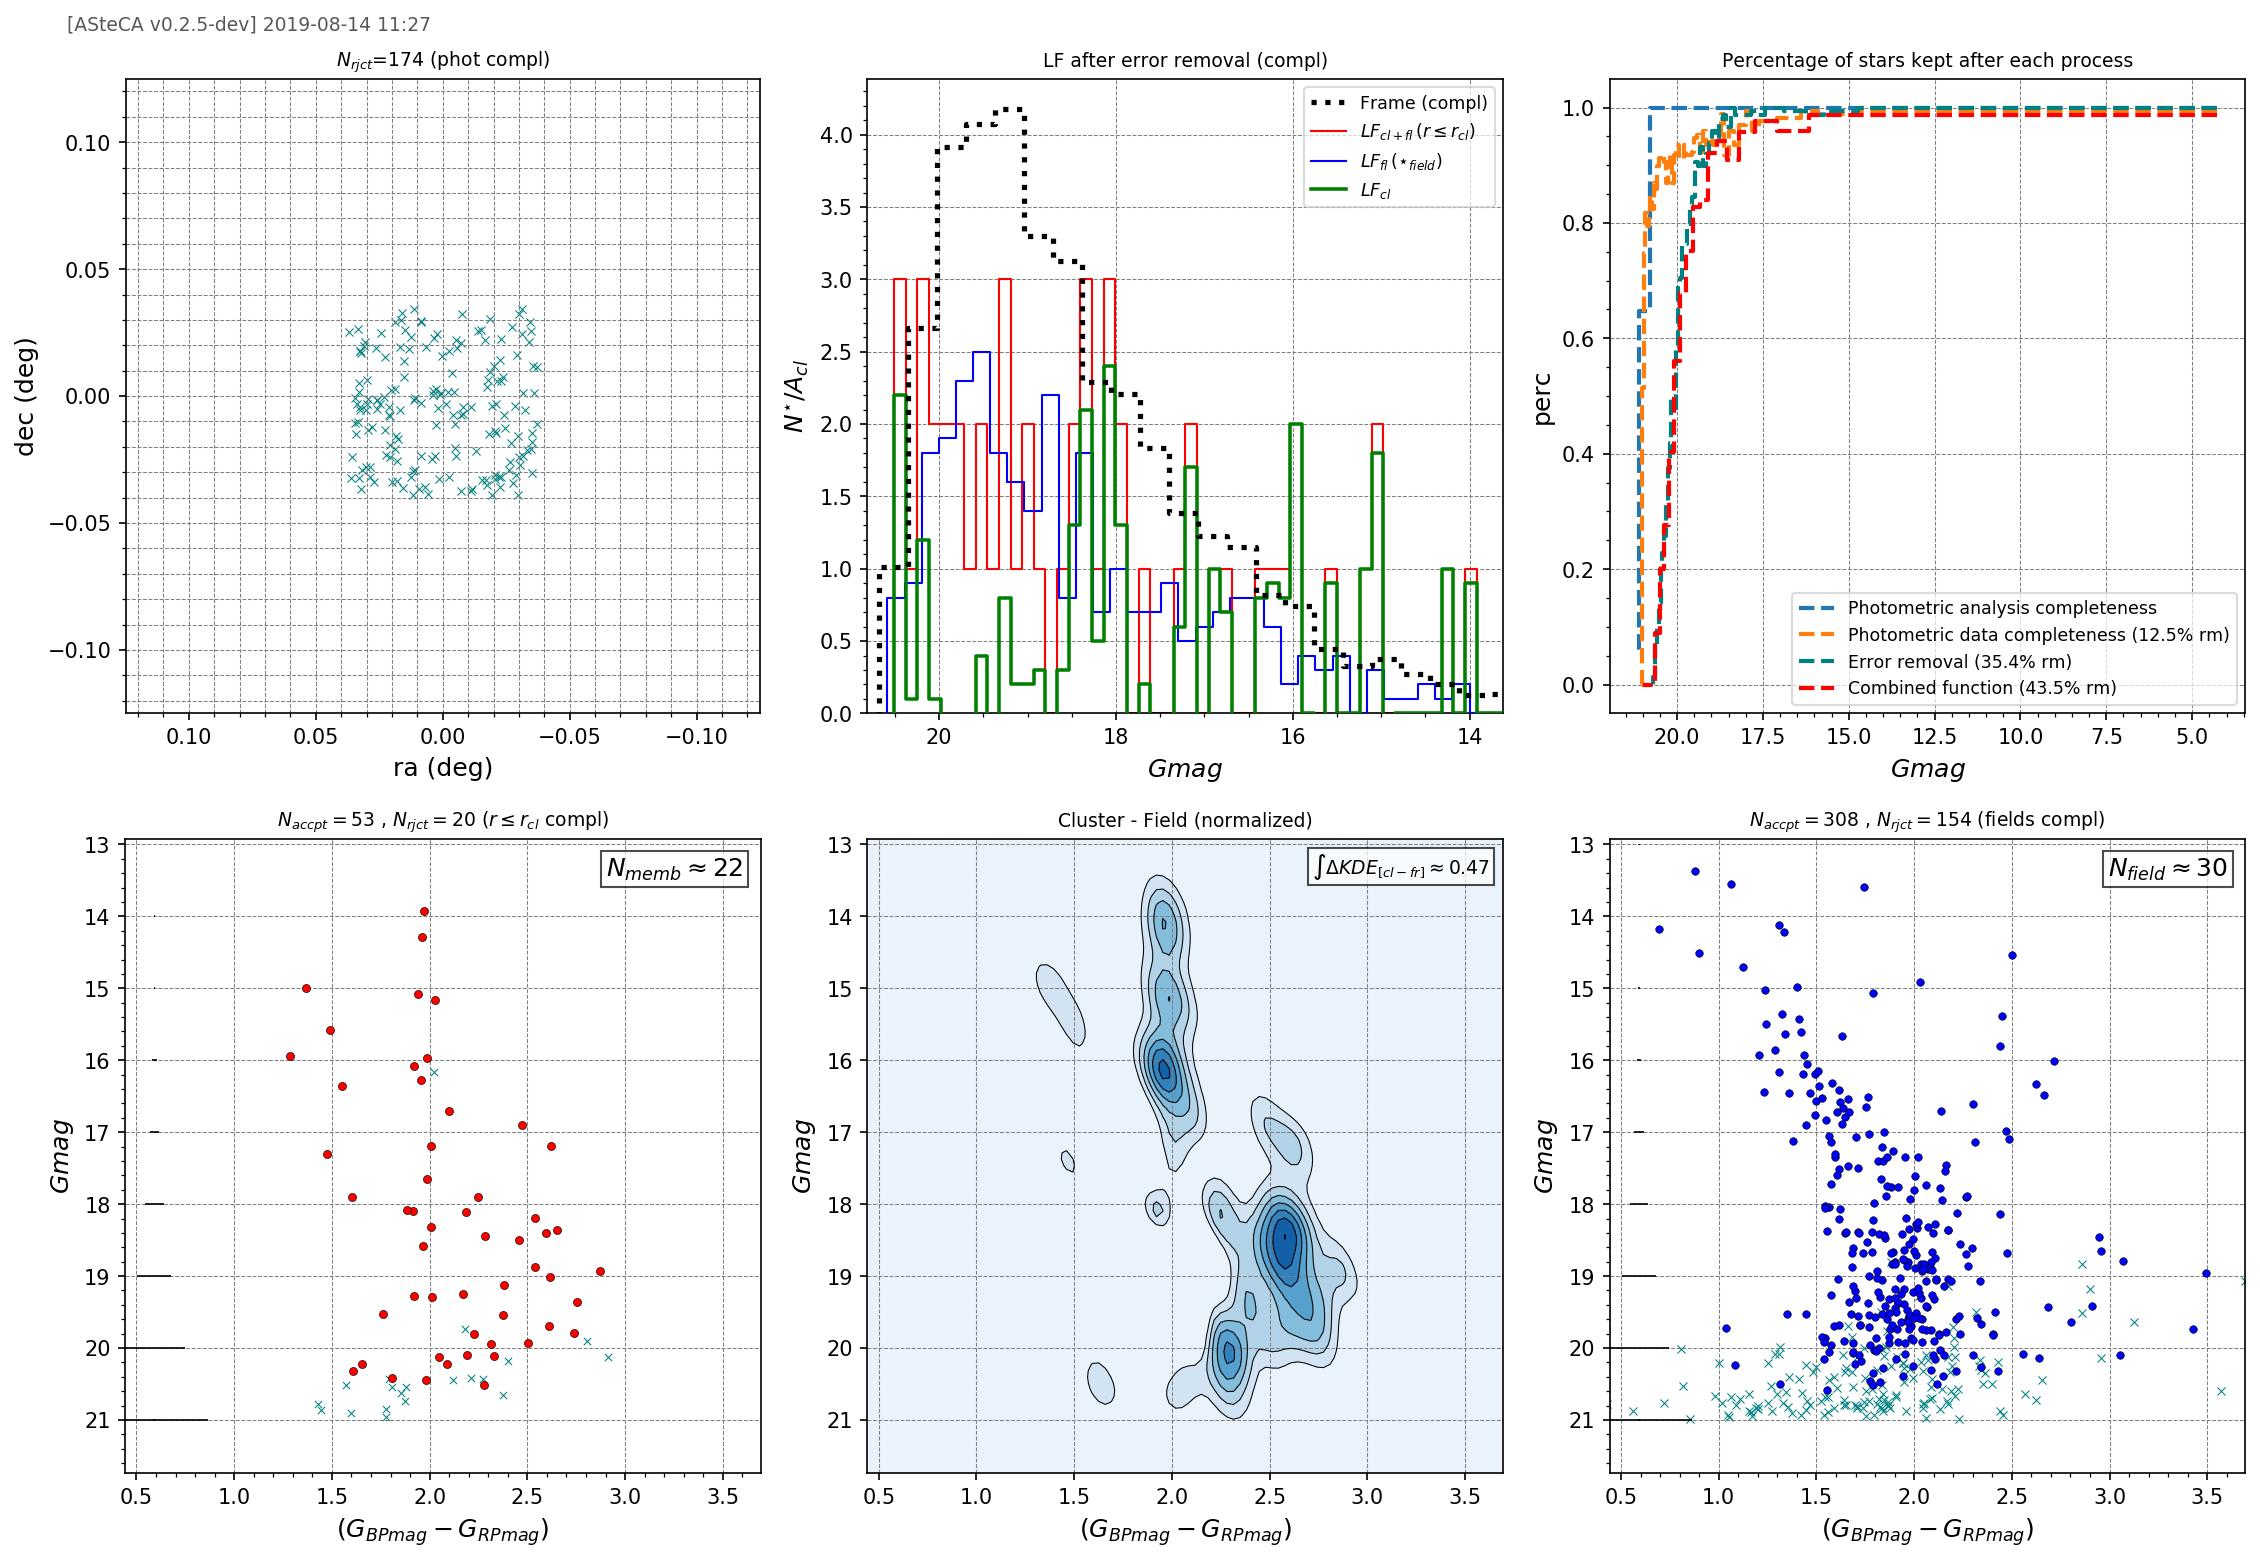 [ASteCA v0.2.5-dev] 2019-08-14 11:27
N_rjct=174 (phot compl)
0.10
0.05
0.00
−0.05
−0.10
dec (deg)
0.10 0.05 0.00 −0.05 −0.10
ra (deg)
LF after error removal (compl)
Frame (compl)
LF_cl+fl (r ≤ r_cl)
LF_fl (⋆_field)
LF_cl
4.0
3.5
3.0
2.5
2.0
1.5
1.0
0.5
0.0
N⋆/A_cl
20 18 16 14
Gmag
Percentage of stars kept after each process
1.0
0.8
0.6
0.4
0.2
0.0
perc
Photometric analysis completeness
Photometric data completeness (12.5% rm)
Error removal (35.4% rm)
Combined function (43.5% rm)
20.0 17.5 15.0 12.5 10.0 7.5 5.0
Gmag
N_accpt = 53 , N_rjct = 20 (r ≤ r_cl compl)
N_memb ≈ 22
13
14
15
16
17
18
19
20
21
Gmag
0.5 1.0 1.5 2.0 2.5 3.0 3.5
(G_BPmag − G_RPmag)
Cluster - Field (normalized)
∫ΔKDE_[cl−fr] ≈ 0.47
13
14
15
16
17
18
19
20
21
Gmag
0.5 1.0 1.5 2.0 2.5 3.0 3.5
(G_BPmag − G_RPmag)
N_accpt = 308 , N_rjct = 154 (fields compl)
N_field ≈ 30
13
14
15
16
17
18
19
20
21
Gmag
0.5 1.0 1.5 2.0 2.5 3.0 3.5
(G_BPmag − G_RPmag)